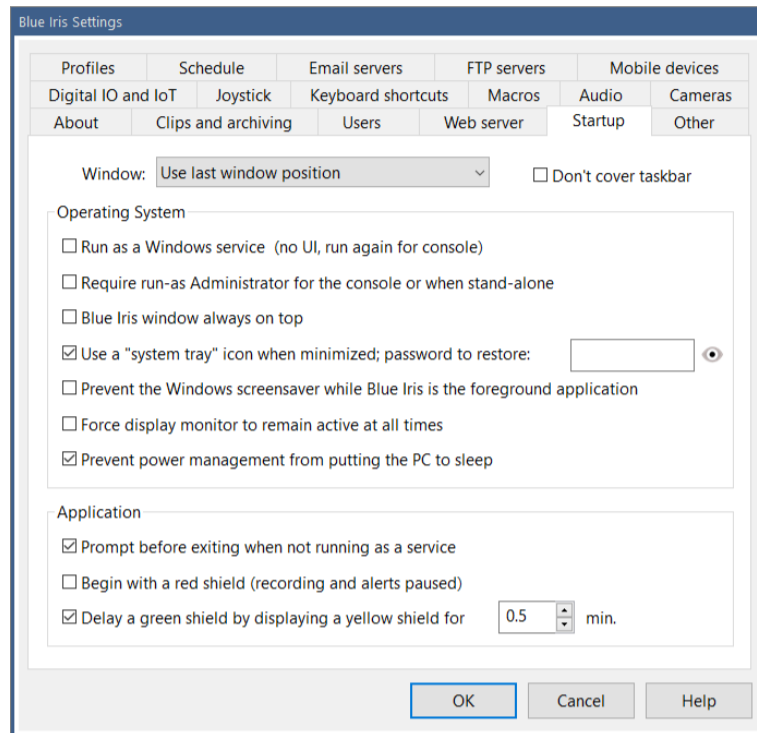 Blue Iris Settings
Profiles Schedule Email servers FTP servers Mobile devices
Digital IO and IoT Joystick Keyboard shortcuts Macros Audio Cameras
About Clips and archiving Users Web server Startup Other
Window: Use last window position Don't cover taskbar
Operating System
Run as a Windows service (no UI, run again for console)
Require run-as Administrator for the console or when stand-alone
Blue Iris window always on top
Use a "system tray" icon when minimized; password to restore:
Prevent the Windows screensaver while Blue Iris is the foreground application
Force display monitor to remain active at all times
Prevent power management from putting the PC to sleep
Application
Prompt before exiting when not running as a service
Begin with a red shield (recording and alerts paused)
Delay a green shield by displaying a yellow shield for 0.5 min.
OK Cancel Help